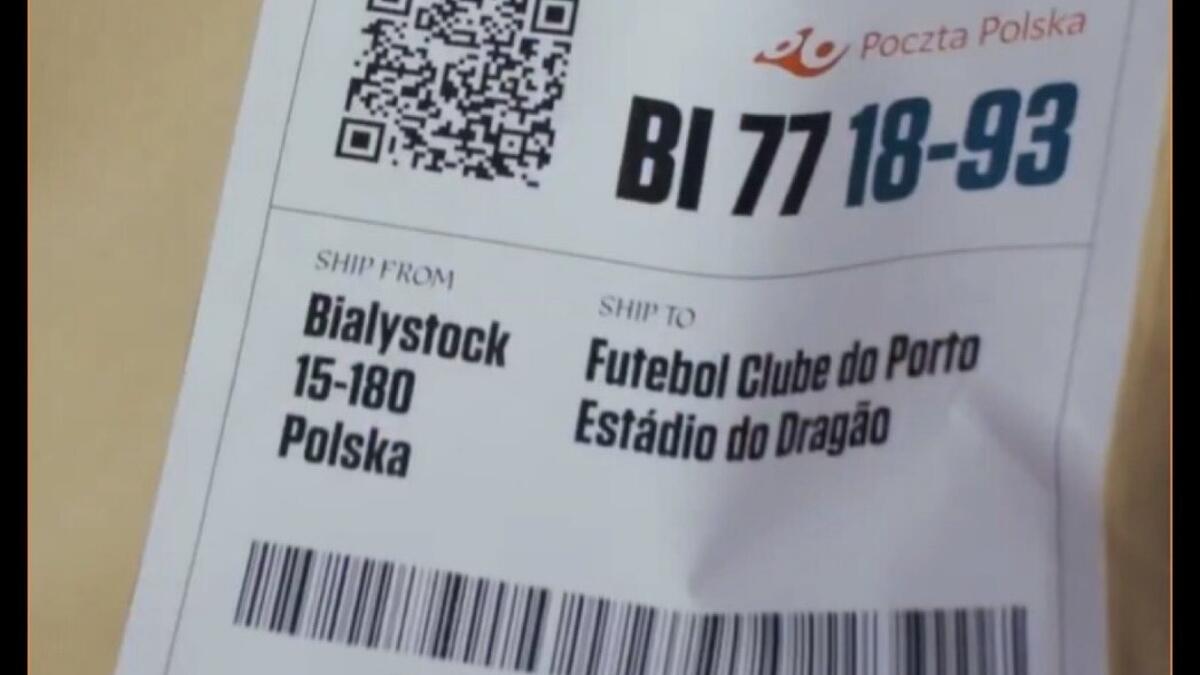 Poczta Polska
BI 77 18-93
SHIP FROM
Bialystock
15-180
Polska
SHIP TO
Futebol Clube do Porto
Estádio do Dragão